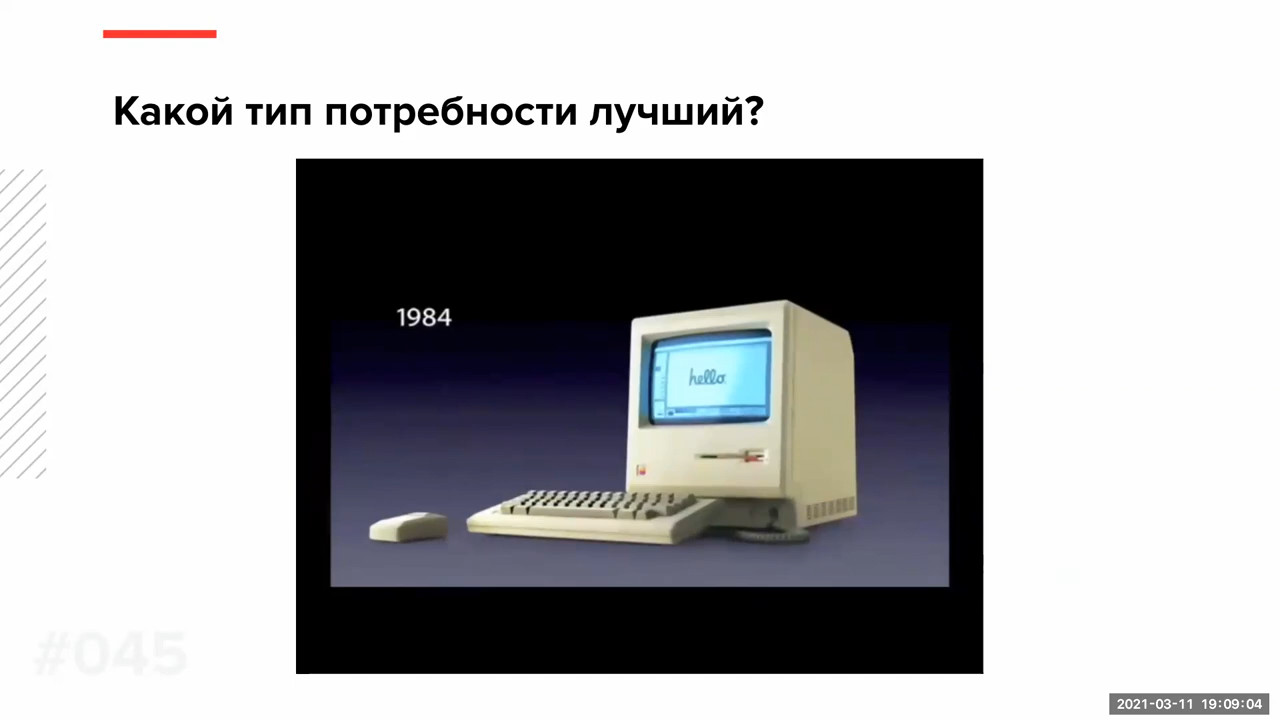 Какой тип потребности лучший?
1984
hello
#045
2021-03-11 19:09:04